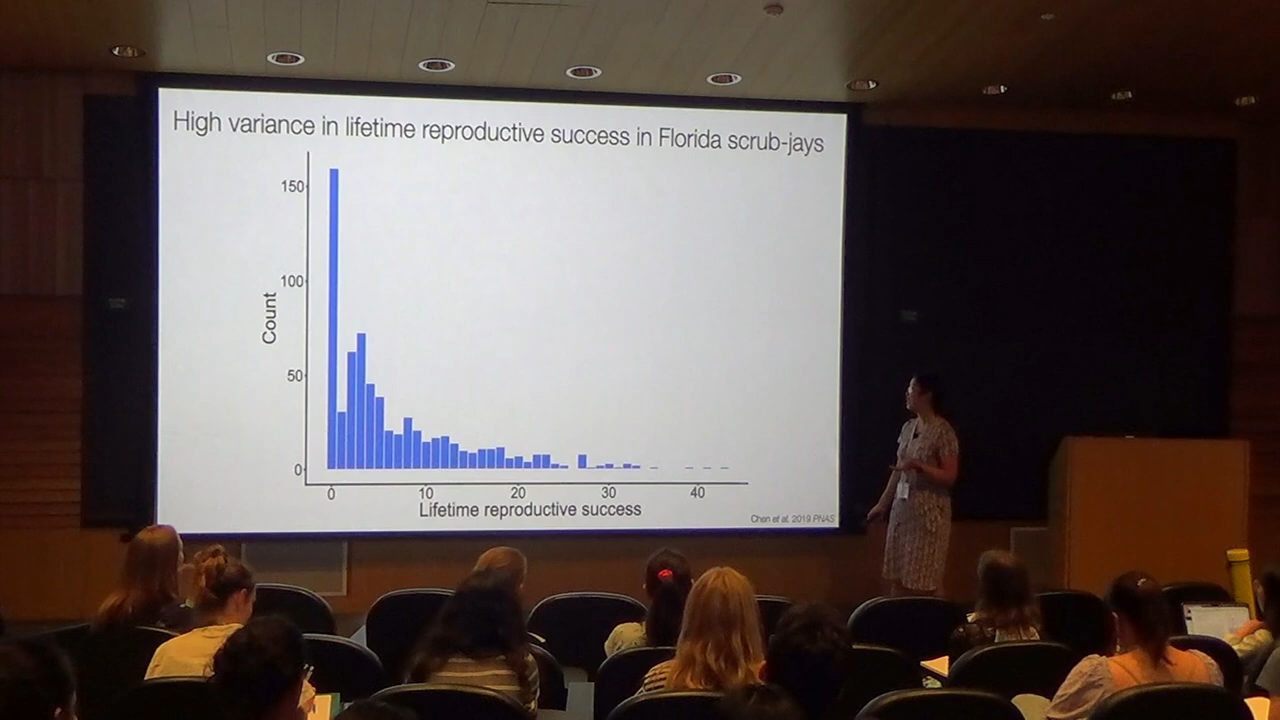 High variance in lifetime reproductive success in Florida scrub-jays
150
100
50
0
Count
0 10 20 30 40
Lifetime reproductive success
Chen et al. 2019 PNAS